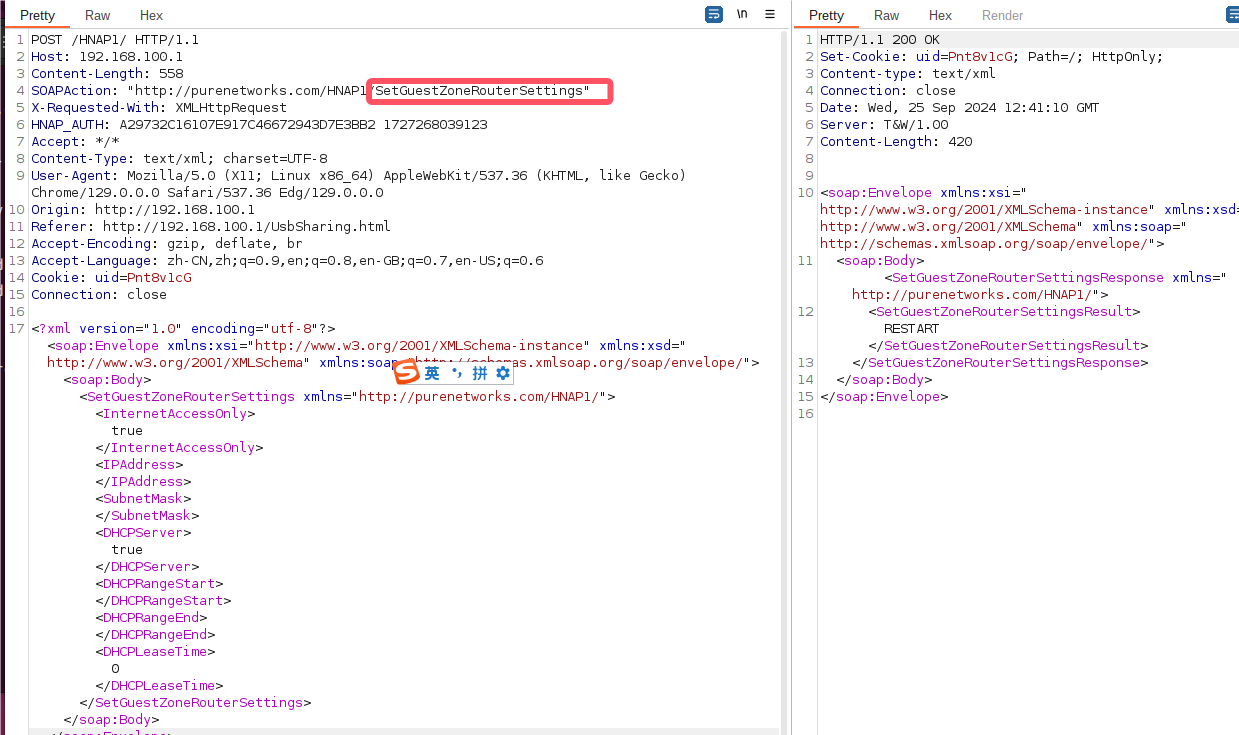 Pretty Raw Hex \n ☰
1 POST /HNAP1/ HTTP/1.1
2 Host: 192.168.100.1
3 Content-Length: 558
4 SOAPAction: "http://purenetworks.com/HNAP1/SetGuestZoneRouterSettings"
5 X-Requested-With: XMLHttpRequest
6 HNAP_AUTH: A29732C16107E917C46672943D7E3BB2 1727268039123
7 Accept: */*
8 Content-Type: text/xml; charset=UTF-8
9 User-Agent: Mozilla/5.0 (X11; Linux x86_64) AppleWebKit/537.36 (KHTML, like Gecko)
Chrome/129.0.0.0 Safari/537.36 Edg/129.0.0.0
10 Origin: http://192.168.100.1
11 Referer: http://192.168.100.1/UsbSharing.html
12 Accept-Encoding: gzip, deflate, br
13 Accept-Language: zh-CN,zh;q=0.9,en;q=0.8,en-GB;q=0.7,en-US;q=0.6
14 Cookie: uid=Pnt8v1cG
15 Connection: close
16
17 <?xml version="1.0" encoding="utf-8"?>
<soap:Envelope xmlns:xsi="http://www.w3.org/2001/XMLSchema-instance" xmlns:xsd="
http://www.w3.org/2001/XMLSchema" xmlns:soap="http://schemas.xmlsoap.org/soap/envelope/">
英 拼
<soap:Body>
<SetGuestZoneRouterSettings xmlns="http://purenetworks.com/HNAP1/">
<InternetAccessOnly>
true
</InternetAccessOnly>
<IPAddress>
</IPAddress>
<SubnetMask>
</SubnetMask>
<DHCPServer>
true
</DHCPServer>
<DHCPRangeStart>
</DHCPRangeStart>
<DHCPRangeEnd>
</DHCPRangeEnd>
<DHCPLeaseTime>
0
</DHCPLeaseTime>
</SetGuestZoneRouterSettings>
</soap:Body>
</soap:Envelope>
Pretty Raw Hex Render
1 HTTP/1.1 200 OK
2 Set-Cookie: uid=Pnt8v1cG; Path=/; HttpOnly;
3 Content-type: text/xml
4 Connection: close
5 Date: Wed, 25 Sep 2024 12:41:10 GMT
6 Server: T&W/1.00
7 Content-Length: 420
8
9
10 <soap:Envelope xmlns:xsi="
http://www.w3.org/2001/XMLSchema-instance" xmlns:xsd=
http://www.w3.org/2001/XMLSchema" xmlns:soap="
http://schemas.xmlsoap.org/soap/envelope/">
11 <soap:Body>
<SetGuestZoneRouterSettingsResponse xmlns="
http://purenetworks.com/HNAP1/">
12 <SetGuestZoneRouterSettingsResult>
RESTART
</SetGuestZoneRouterSettingsResult>
13 </SetGuestZoneRouterSettingsResponse>
14 </soap:Body>
15 </soap:Envelope>
16